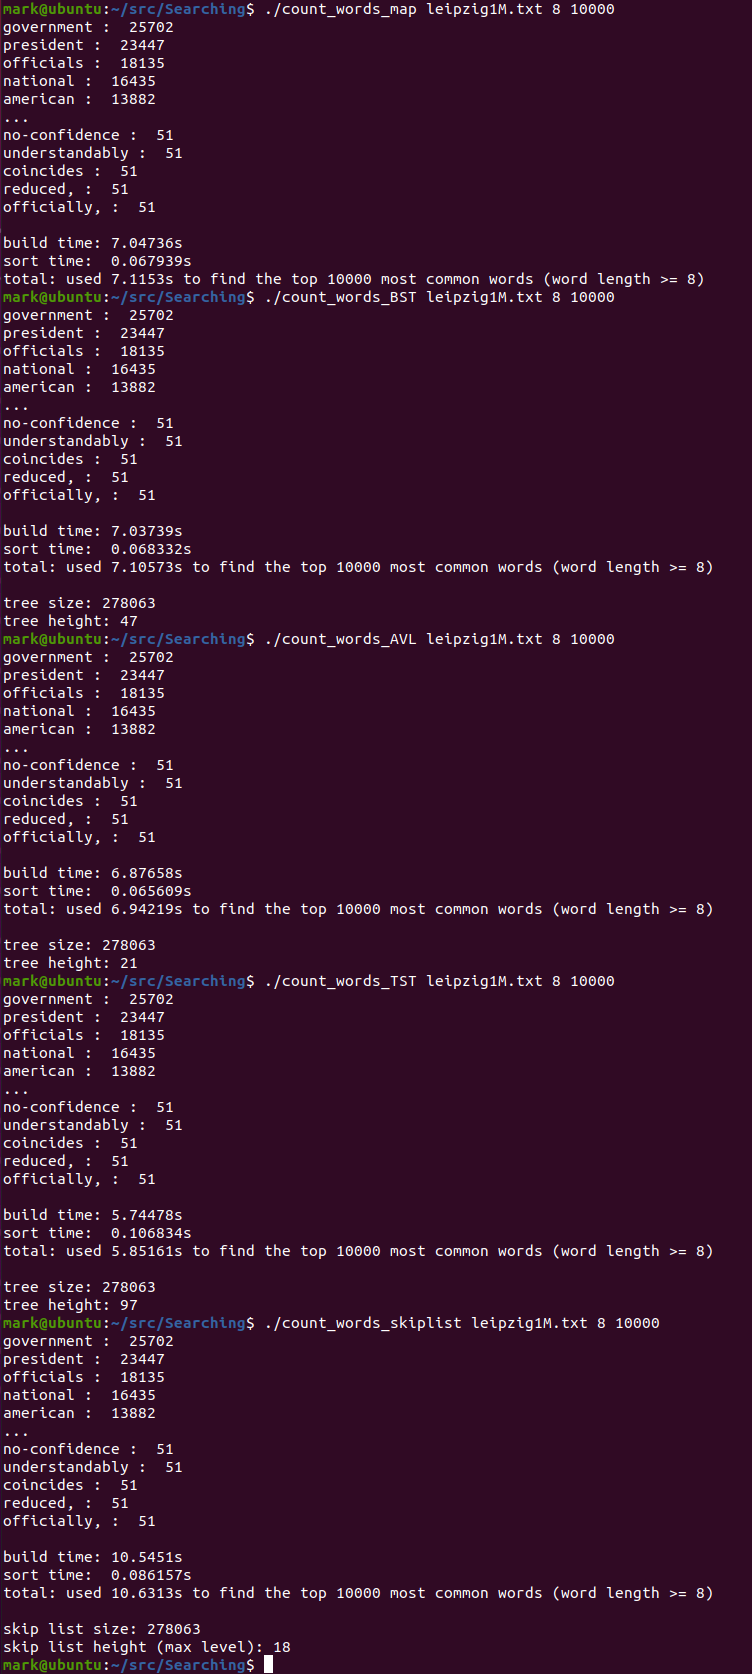 mark@ubuntu:~/src/Searching$ ./count_words_map leipzig1M.txt 8 10000
government :  25702
president :  23447
officials :  18135
national :  16435
american :  13882
...
no-confidence :  51
understandably :  51
coincides :  51
reduced, :  51
officially, :  51

build time: 7.04736s
sort time:  0.067939s
total: used 7.1153s to find the top 10000 most common words (word length >= 8)
mark@ubuntu:~/src/Searching$ ./count_words_BST leipzig1M.txt 8 10000
government :  25702
president :  23447
officials :  18135
national :  16435
american :  13882
...
no-confidence :  51
understandably :  51
coincides :  51
reduced, :  51
officially, :  51

build time: 7.03739s
sort time:  0.068332s
total: used 7.10573s to find the top 10000 most common words (word length >= 8)

tree size: 278063
tree height: 47
mark@ubuntu:~/src/Searching$ ./count_words_AVL leipzig1M.txt 8 10000
government :  25702
president :  23447
officials :  18135
national :  16435
american :  13882
...
no-confidence :  51
understandably :  51
coincides :  51
reduced, :  51
officially, :  51

build time: 6.87658s
sort time:  0.065609s
total: used 6.94219s to find the top 10000 most common words (word length >= 8)

tree size: 278063
tree height: 21
mark@ubuntu:~/src/Searching$ ./count_words_TST leipzig1M.txt 8 10000
government :  25702
president :  23447
officials :  18135
national :  16435
american :  13882
...
no-confidence :  51
understandably :  51
coincides :  51
reduced, :  51
officially, :  51

build time: 5.74478s
sort time:  0.106834s
total: used 5.85161s to find the top 10000 most common words (word length >= 8)

tree size: 278063
tree height: 97
mark@ubuntu:~/src/Searching$ ./count_words_skiplist leipzig1M.txt 8 10000
government :  25702
president :  23447
officials :  18135
national :  16435
american :  13882
...
no-confidence :  51
understandably :  51
coincides :  51
reduced, :  51
officially, :  51

build time: 10.5451s
sort time:  0.086157s
total: used 10.6313s to find the top 10000 most common words (word length >= 8)

skip list size: 278063
skip list height (max level): 18
mark@ubuntu:~/src/Searching$